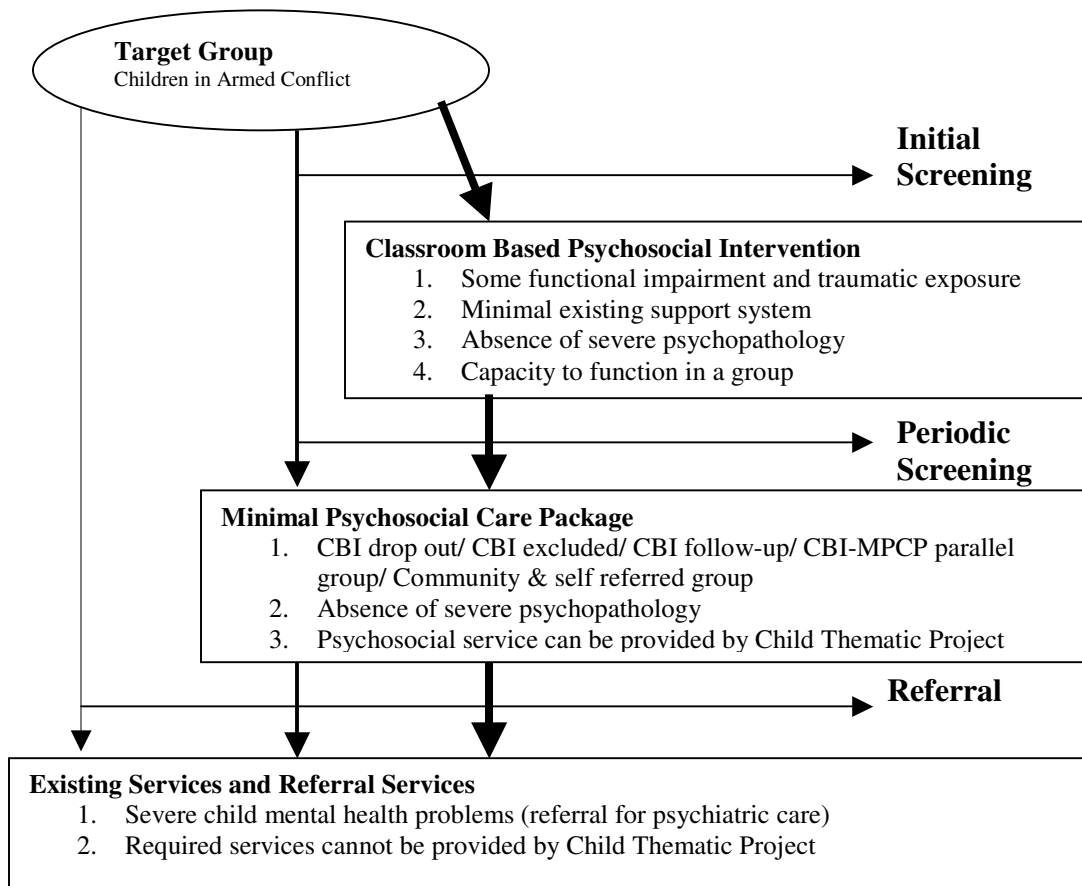 Target Group
Children in Armed Conflict
Initial
Screening
Classroom Based Psychosocial Intervention
1. Some functional impairment and traumatic exposure
2. Minimal existing support system
3. Absence of severe psychopathology
4. Capacity to function in a group
Periodic
Screening
Minimal Psychosocial Care Package
1. CBI drop out/ CBI excluded/ CBI follow-up/ CBI-MPCP parallel
group/ Community & self referred group
2. Absence of severe psychopathology
3. Psychosocial service can be provided by Child Thematic Project
Referral
Existing Services and Referral Services
1. Severe child mental health problems (referral for psychiatric care)
2. Required services cannot be provided by Child Thematic Project